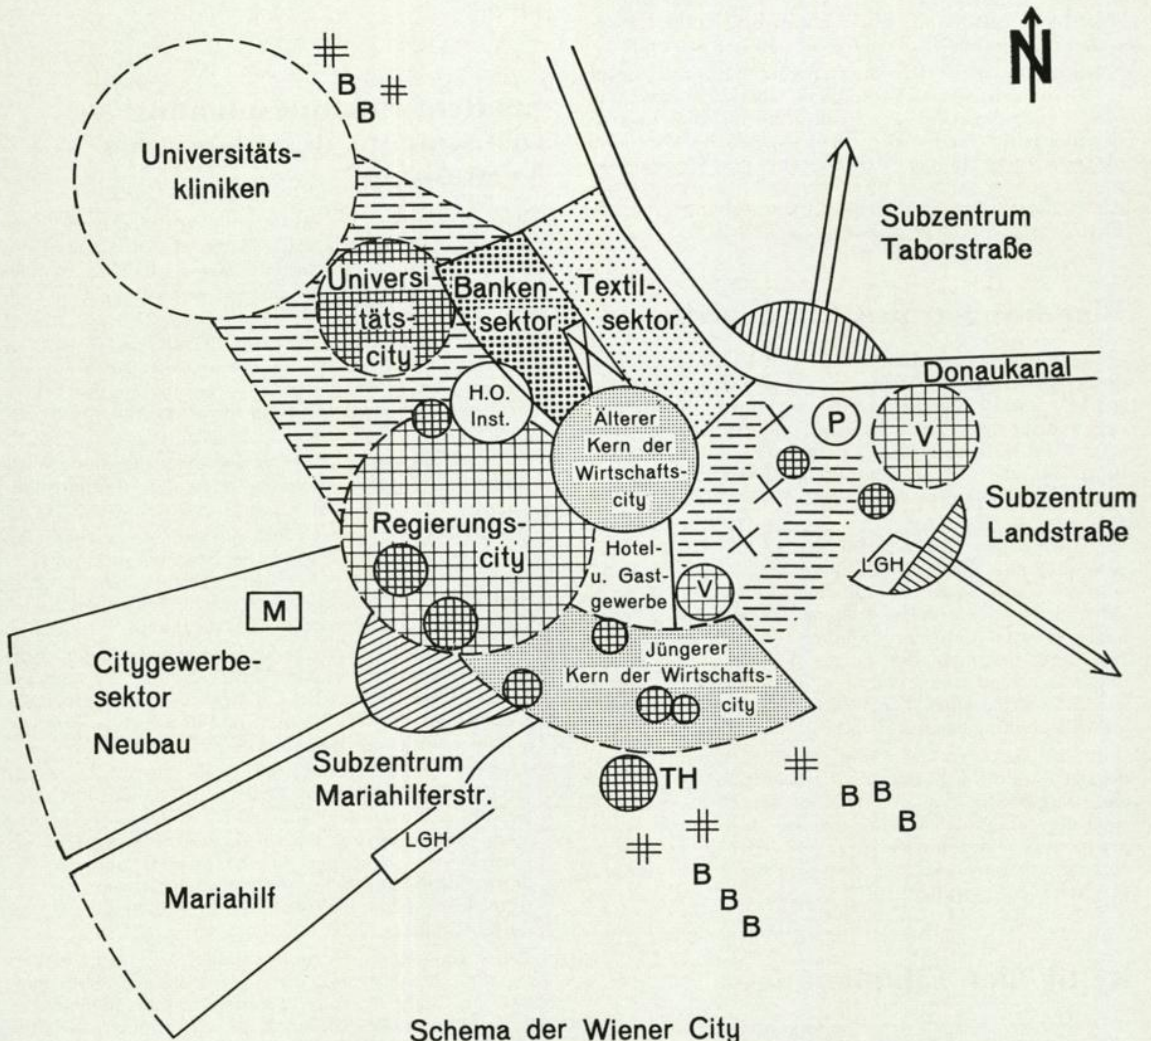 N
B
B
Universitäts-
kliniken
Subzentrum
Taborstraße
Universi-
täts-
city
Banken-
sektor
Textil-
sektor
Donaukanal
H.O.
Inst.
Älterer
Kern der
Wirtschafts-
city
P
V
Regierungs-
city
Hotel-
u. Gast-
gewerbe
V
Subzentrum
Landstraße
LGH
M
Citygewerbe-
sektor
Neubau
Jüngerer
Kern der Wirtschafts-
city
Subzentrum
Mariahilferstr.
TH
LGH
B B
B
B
B
B
Mariahilf
Schema der Wiener City